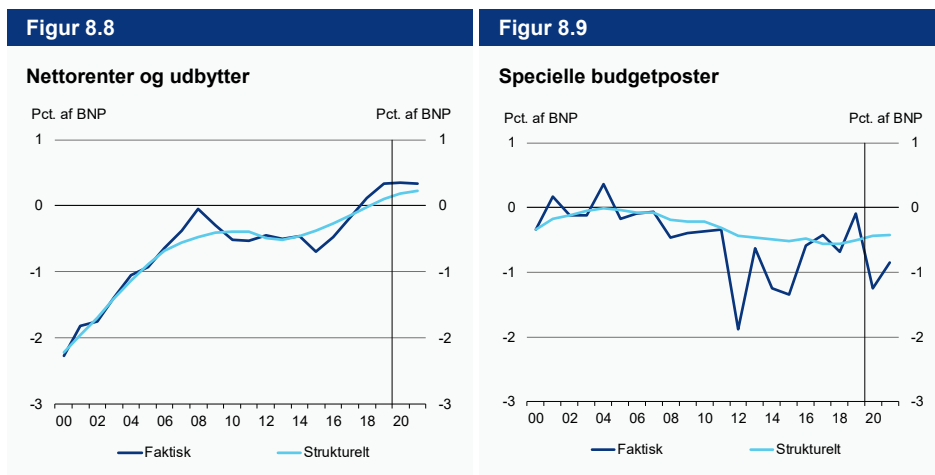 Figur 8.8
Nettorenter og udbytter
Pct. af BNP Pct. af BNP
1 1
0 0
-1 -1
-2 -2
-3 -3
00 02 04 06 08 10 12 14 16 18 20
Faktisk Strukturelt
Figur 8.9
Specielle budgetposter
Pct. af BNP Pct. af BNP
1 1
0 0
-1 -1
-2 -2
-3 -3
00 02 04 06 08 10 12 14 16 18 20
Faktisk Strukturelt